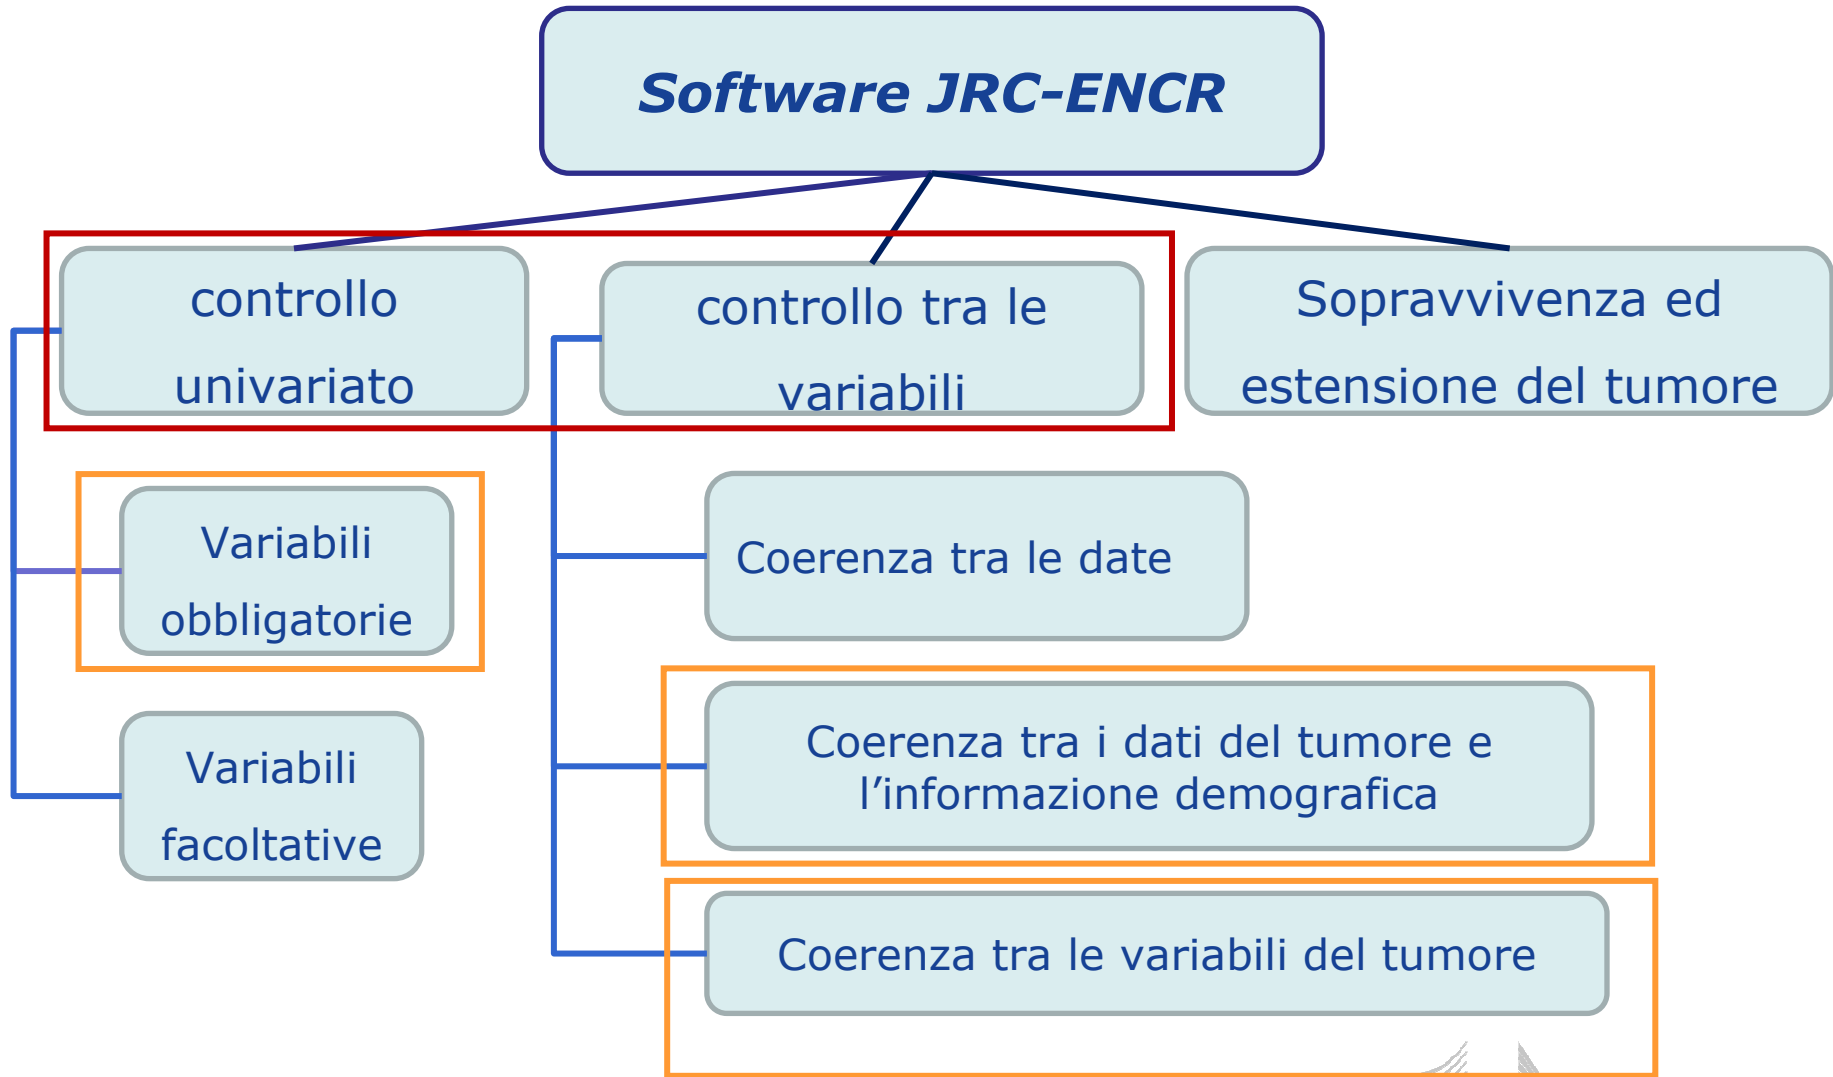 Software JRC-ENCR
controllo
univariato
controllo tra le
variabili
Sopravvivenza ed
estensione del tumore
Variabili
obbligatorie
Variabili
facoltative
Coerenza tra le date
Coerenza tra i dati del tumore e
l’informazione demografica
Coerenza tra le variabili del tumore